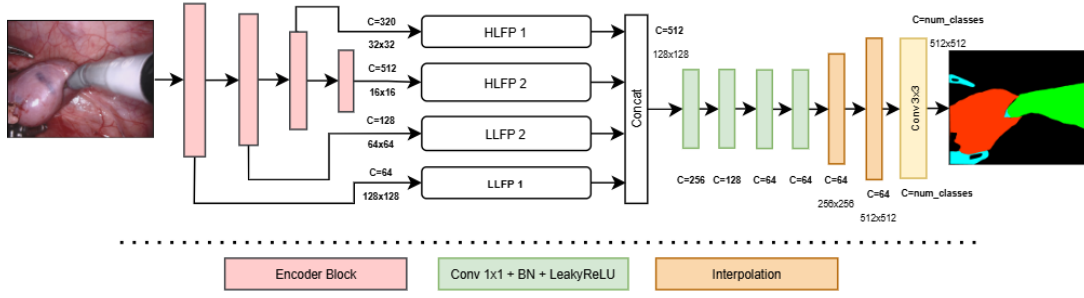 C=320
32x32
HLFP 1
C=512
16x16
HLFP 2
C=128
64x64
LLFP 2
C=64
128x128
LLFP 1
Concat
C=512
128x128
C=256
C=128
C=64
C=64
C=64
256x256
C=64
512x512
Conv 3x3
C=num_classes
512x512
C=num_classes
Encoder Block
Conv 1x1 + BN + LeakyReLU
Interpolation